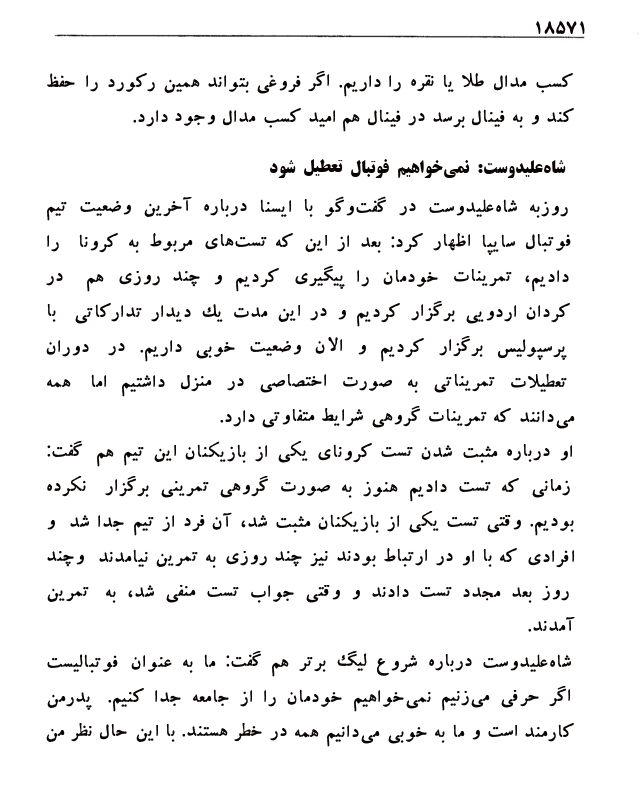 ۱۸۵۷۱
کسب مدال طلا یا نقره را داریم. اگر فروغی بتواند همین رکورد را حفظ
کند و به فینال برسد در فینال هم امید کسب مدال وجود دارد.
شاه‌علیدوست: نمی‌خواهیم فوتبال تعطیل شود
روزبه شاه‌علیدوست در گفت‌وگو با ایسنا درباره آخرین وضعیت تیم
فوتبال سایپا اظهار کرد: بعد از این که تست‌های مربوط به کرونا را
دادیم، تمرینات خودمان را پیگیری کردیم و چند روزی هم در
کردان اردویی برگزار کردیم و در این مدت یك دیدار تدارکاتی با
پرسپولیس برگزار کردیم و الان وضعیت خوبی داریم. در دوران
تعطیلات تمریناتی به صورت اختصاصی در منزل داشتیم اما همه
می‌دانند که تمرینات گروهی شرایط متفاوتی دارد.
او درباره مثبت شدن تست کرونای یکی از بازیکنان این تیم هم گفت:
زمانی که تست دادیم هنوز به صورت گروهی تمرینی برگزار نکرده
بودیم. وقتی تست یکی از بازیکنان مثبت شد، آن فرد از تیم جدا شد و
افرادی که با او در ارتباط بودند نیز چند روزی به تمرین نیامدند وچند
روز بعد مجدد تست دادند و وقتی جواب تست منفی شد، به تمرین
آمدند.
شاه‌علیدوست درباره شروع لیگ برتر هم گفت: ما به عنوان فوتبالیست
اگر حرفی می‌زنیم نمی‌خواهیم خودمان را از جامعه جدا کنیم. پدرمن
کارمند است و ما به خوبی می‌دانیم همه در خطر هستند. با این حال نظر من